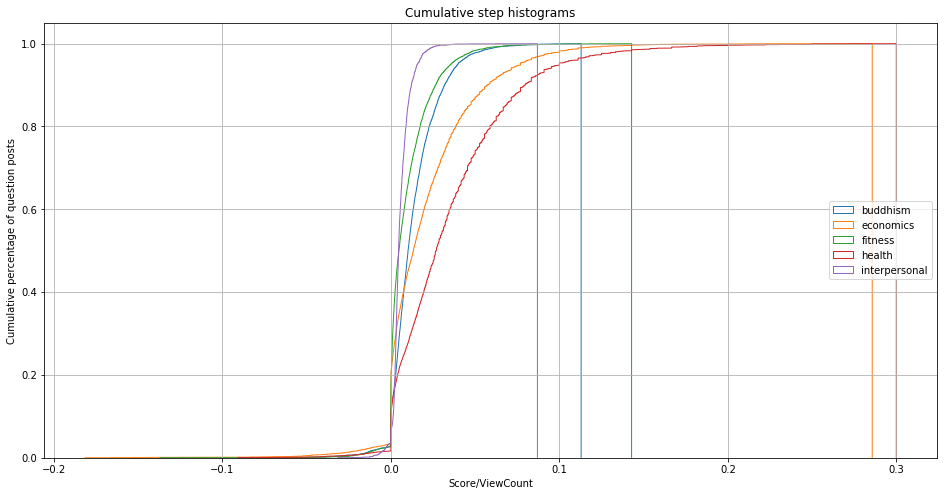 Cumulative step histograms
Cumulative percentage of question posts
1.0
0.8
0.6
0.4
0.2
0.0
buddhism
economics
fitness
health
interpersonal
−0.2
−0.1
0.0
0.1
0.2
0.3
Score/ViewCount